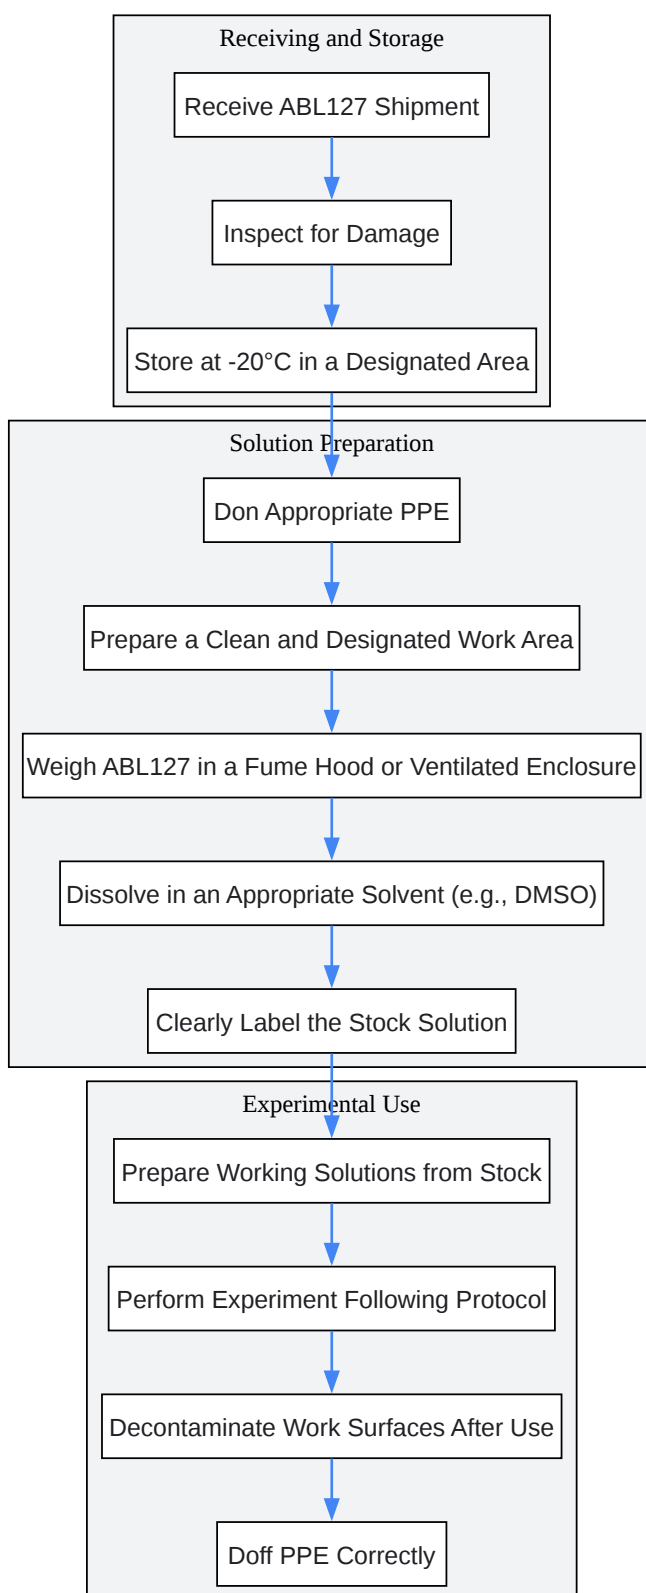 Receiving and Storage
Receive ABL127 Shipment
Inspect for Damage
Store at -20°C in a Designated Area
Solution Preparation
Don Appropriate PPE
Prepare a Clean and Designated Work Area
Weigh ABL127 in a Fume Hood or Ventilated Enclosure
Dissolve in an Appropriate Solvent (e.g., DMSO)
Clearly Label the Stock Solution
Experimental Use
Prepare Working Solutions from Stock
Perform Experiment Following Protocol
Decontaminate Work Surfaces After Use
Doff PPE Correctly